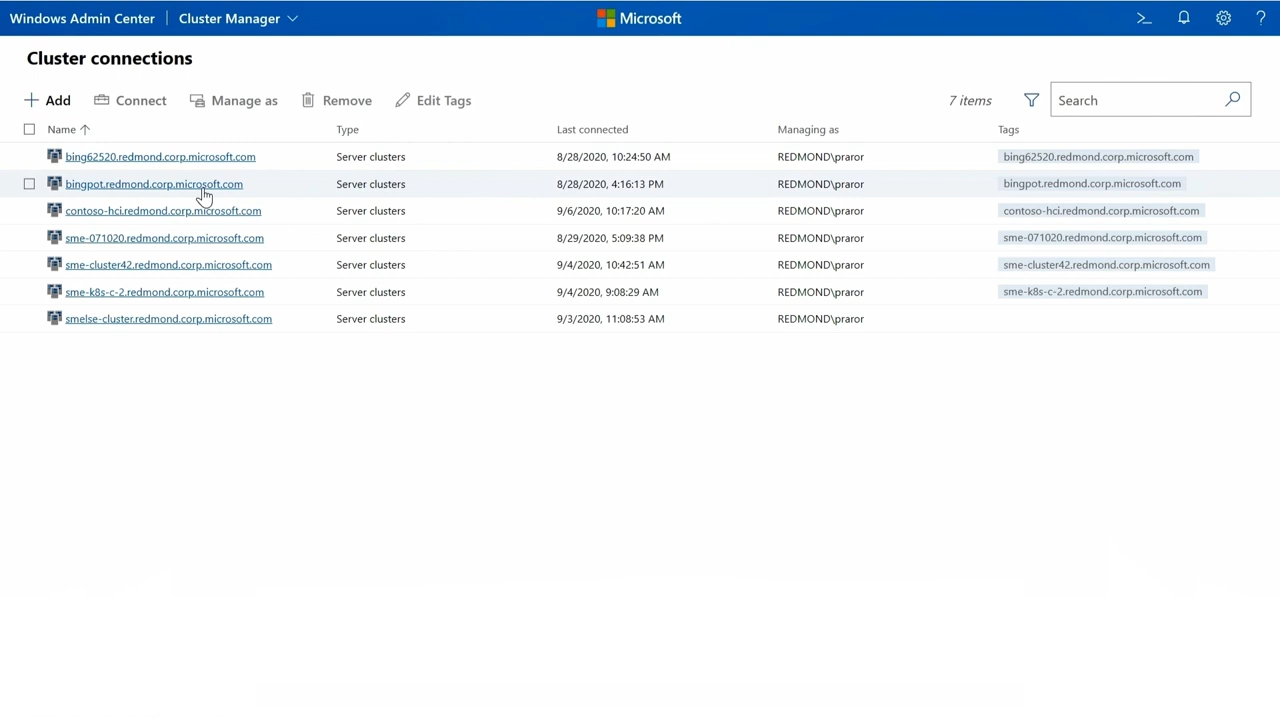 Windows Admin Center | Cluster Manager Microsoft ?
Cluster connections
Add Connect Manage as Remove Edit Tags 7 items Search
Name Type Last connected Managing as Tags
bing62520.redmond.corp.microsoft.com Server clusters 8/28/2020, 10:24:50 AM REDMOND\praror bing62520.redmond.corp.microsoft.com
bingpot.redmond.corp.microsoft.com Server clusters 8/28/2020, 4:16:13 PM REDMOND\praror bingpot.redmond.corp.microsoft.com
contoso-hci.redmond.corp.microsoft.com Server clusters 9/6/2020, 10:17:20 AM REDMOND\praror contoso-hci.redmond.corp.microsoft.com
sme-071020.redmond.corp.microsoft.com Server clusters 8/29/2020, 5:09:38 PM REDMOND\praror sme-071020.redmond.corp.microsoft.com
sme-cluster42.redmond.corp.microsoft.com Server clusters 9/4/2020, 10:42:51 AM REDMOND\praror sme-cluster42.redmond.corp.microsoft.com
sme-k8s-c-2.redmond.corp.microsoft.com Server clusters 9/4/2020, 9:08:29 AM REDMOND\praror sme-k8s-c-2.redmond.corp.microsoft.com
smelse-cluster.redmond.corp.microsoft.com Server clusters 9/3/2020, 11:08:53 AM REDMOND\praror